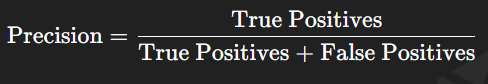 Precision = True Positives / True Positives + False Positives